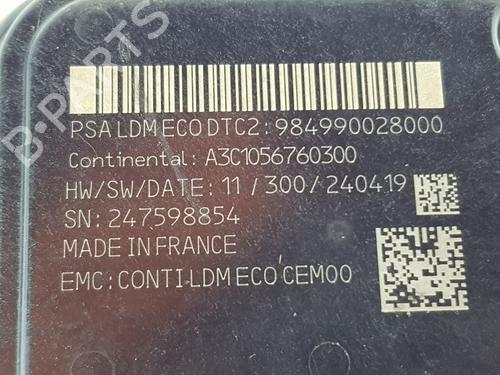 PSA LDM ECO DTC2: 984990028000
Continental: A3C1056760300
HW/SW/DATE: 11 / 300 / 240419
SN: 247598854
MADE IN FRANCE
EMC: CONTI-LDM ECO CEM00
B-PARTS